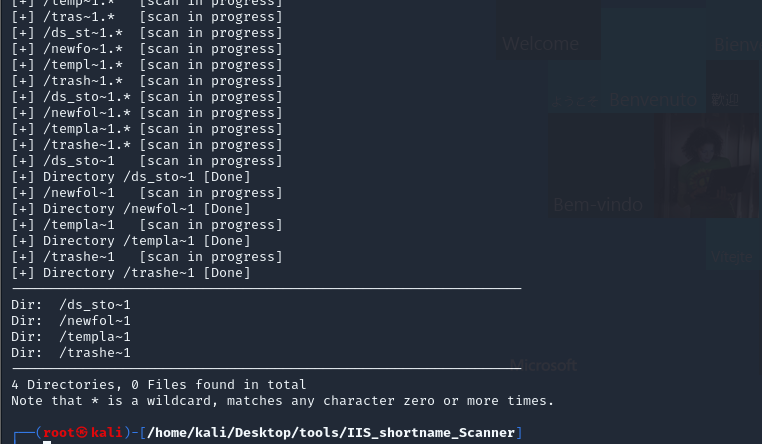 [+] /temp~1.* [scan in progress]
[+] /tras~1.* [scan in progress]
[+] /ds_st~1.* [scan in progress]
[+] /newfo~1.* [scan in progress]
[+] /templ~1.* [scan in progress]
[+] /trash~1.* [scan in progress]
[+] /ds_sto~1.* [scan in progress]
[+] /newfol~1.* [scan in progress]
[+] /templa~1.* [scan in progress]
[+] /trashe~1.* [scan in progress]
[+] /ds_sto~1 [scan in progress]
[+] Directory /ds_sto~1 [Done]
[+] /newfol~1 [scan in progress]
[+] Directory /newfol~1 [Done]
[+] /templa~1 [scan in progress]
[+] Directory /templa~1 [Done]
[+] /trashe~1 [scan in progress]
[+] Directory /trashe~1 [Done]
Dir: /ds_sto~1
Dir: /newfol~1
Dir: /templa~1
Dir: /trashe~1
4 Directories, 0 Files found in total
Note that * is a wildcard, matches any character zero or more times.
┌──(root㉿kali)-[/home/kali/Desktop/tools/IIS_shortname_Scanner]
Welcome
Benvenuto
Bem-vindo
Microsoft